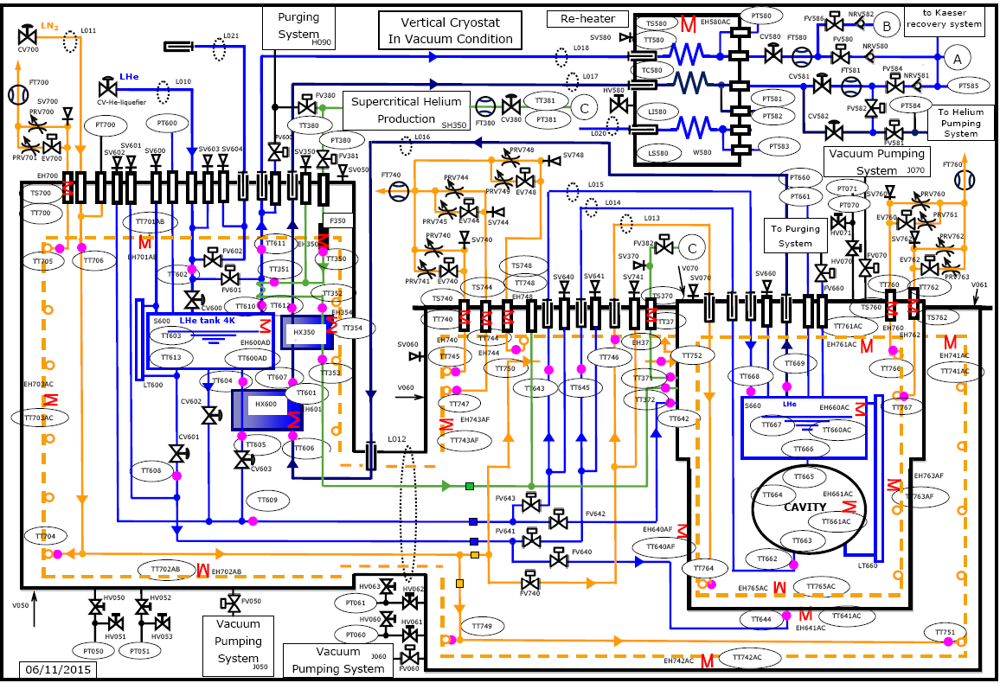 Purging
System
H090
Vertical Cryostat
In Vacuum Condition
Re-heater
to Kaeser
recovery system
LN2
L011
CV700
L021
LHe
L010
CV-He-liquefier
FT700
SV700
PRV700
PRV701
EV700
PT700
PT600
SV602
SV601
SV600
SV603
SV604
FV600
FV380
TT380
Supercritical Helium
Production
SH350
FT380
CV380
TT381
PT381
C
PT380
FV381
SV350
SV050
L018
L017
L016
L020
SV580
TS580
TT580
TC580
HV580
LI580
LS580
EH580AC
W580
PT580
CV580
FT580
FV586
NRV582
FV580
NRV580
B
A
CV581
FT581
FV584
NRV581
PT585
PT581
PT582
PT583
CV582
FV582
PT584
FV581
To Helium
Pumping
System
Vacuum Pumping
System
J070
EH700
TS700
TT700
TT701AB
EH701AB
TT705
TT706
TT602
FV602
FV601
CV600
TT611
TT351
TT610
TT612
EH350
F350
TT350
TT352
EH354
TT354
HX350
TT353
S600
LHe tank 4K
TT603
TT613
EH600AD
TT600AD
LT600
TT604
TT607
TT601
EH601
HX600
CV602
CV601
TT605
TT606
CV603
TT608
TT609
EH703AC
TT703AC
TT704
TT702AB
EH702AB
V050
HV050
HV051
PT050
HV052
HV053
PT051
FV050
Vacuum
Pumping
System
J050
06/11/2015
FT740
PRV748
SV748
PRV749
EV748
PRV744
PRV745
EV744
SV744
PRV740
SV740
PRV741
EV740
L015
L014
L013
FV382
SV370
C
V070
SV070
TS740
TT740
TS744
TT744
TS748
TT748
EH748
SV640
SV641
SV741
TS370
TT37
SV060
V060
EH740
TT745
EH744
TT750
TT643
TT645
TT746
EH37
TT371
TT372
TT752
TT642
TT747
EH743AF
TT743AF
L012
FV643
FV642
FV641
FV640
FV740
EH640AF
TT640AF
TT749
HV063
HV062
PT061
HV060
HV061
PT060
J060
FV060
Vacuum
Pumping System
EH742AC
TT742AC
PT660
PT661
PT071
PT070
To Purging
System
HV071
HV070
FV070
FV660
SV660
FT760
SV760
PRV760
EV760
PRV761
SV762
PRV762
EV762
PRV763
TT760
TT762
V061
TS760
TS762
TT761AC
EH761AC
EH760
EH762
EH741AC
TT741AC
TT766
TT767
TT668
TT669
S660
LHe
EH660AC
TT667
TT660AC
TT666
TT665
TT664
EH661AC
CAVITY
TT661AC
TT663
TT662
LT660
EH763AF
TT763AF
TT764
EH765AC
TT765AC
TT644
EH641AC
TT641AC
TT751